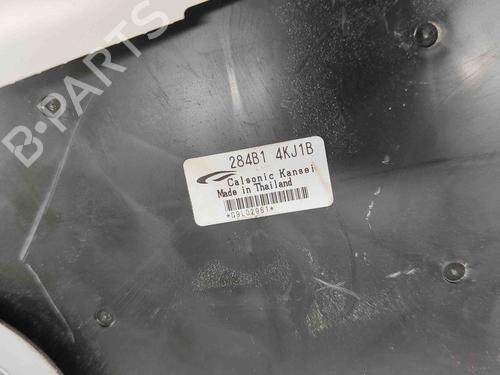 B-PARTS
284B1 4KJ1B
Calsonic Kansei
Made in Thailand
*G9L02961*